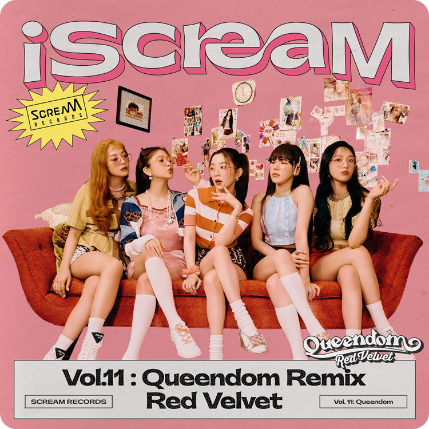 iScreaM
SCREAM
RECORDS
Queendom
Red Velvet
Vol.11 : Queendom Remix
Red Velvet
SCREAM RECORDS
Vol. 11: Queendom